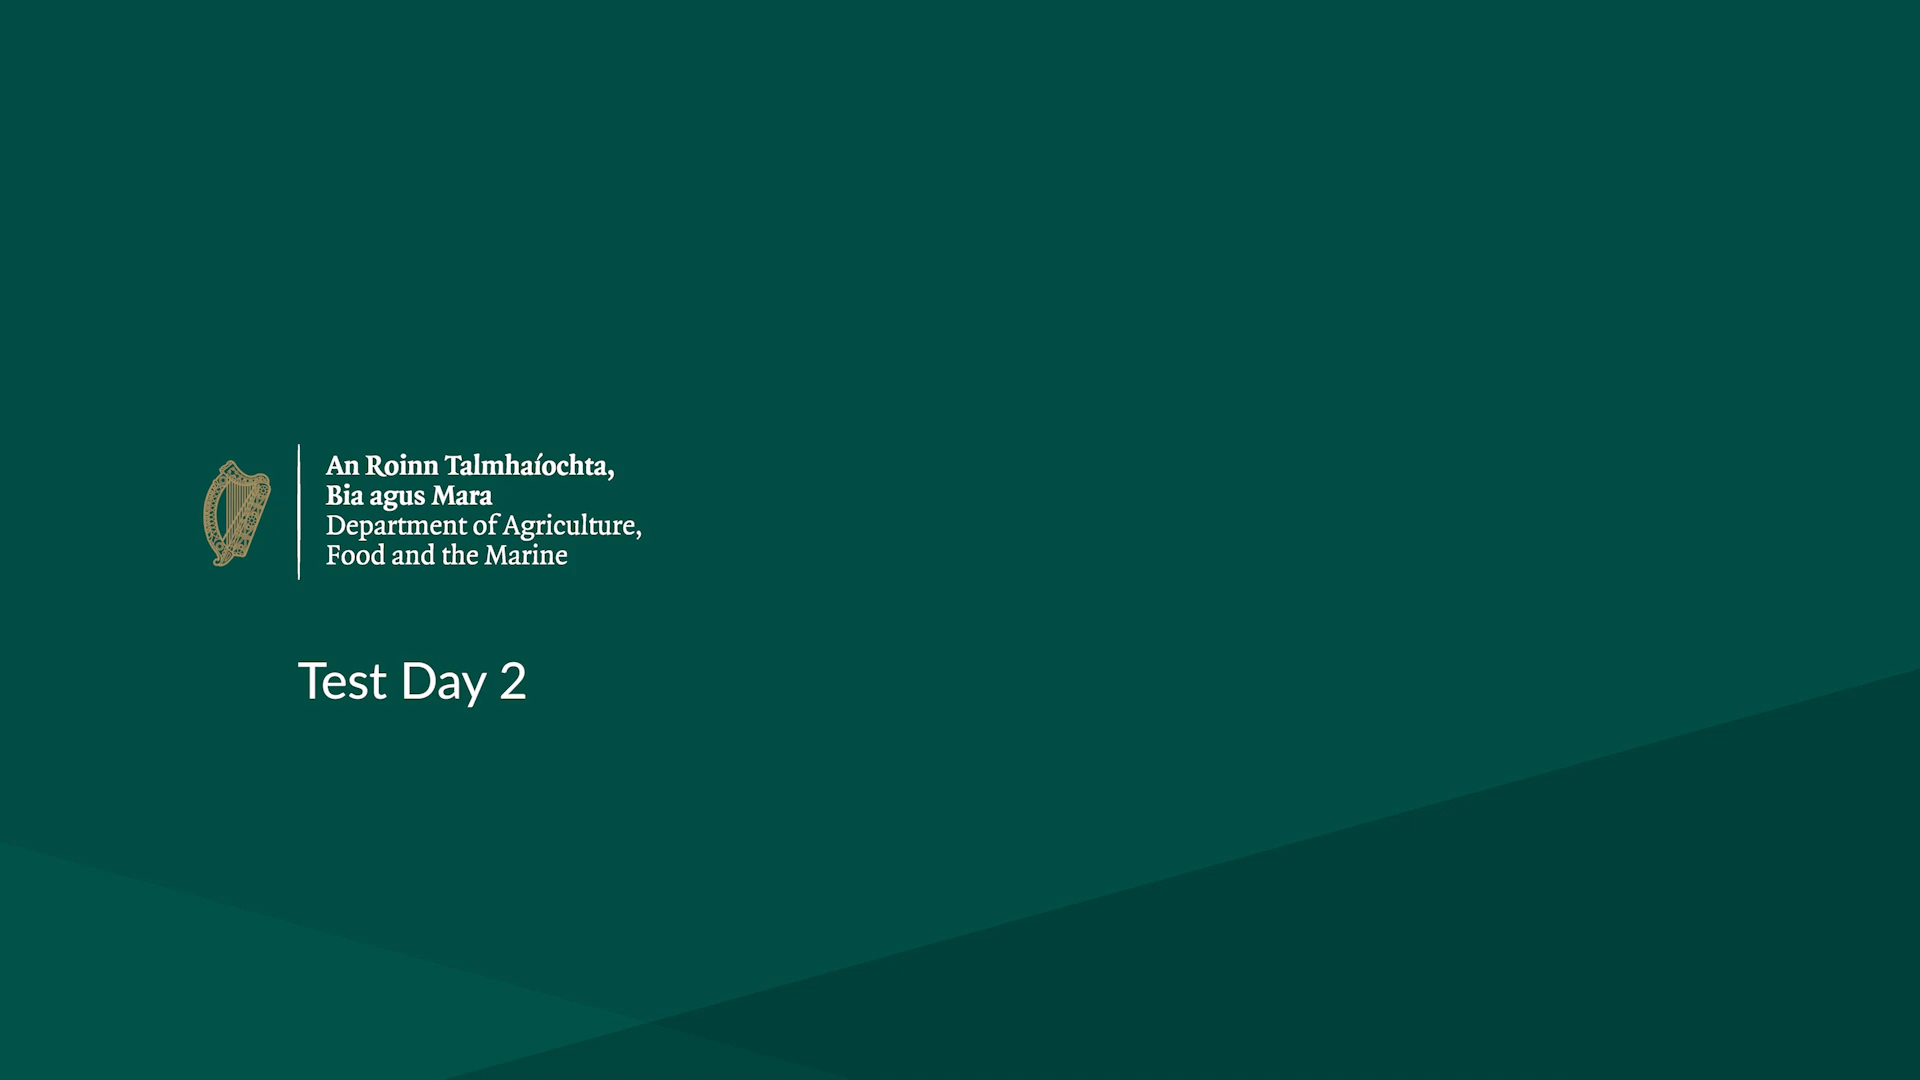 An Roinn Talmhaíochta,
Bia agus Mara
Department of Agriculture,
Food and the Marine
Test Day 2